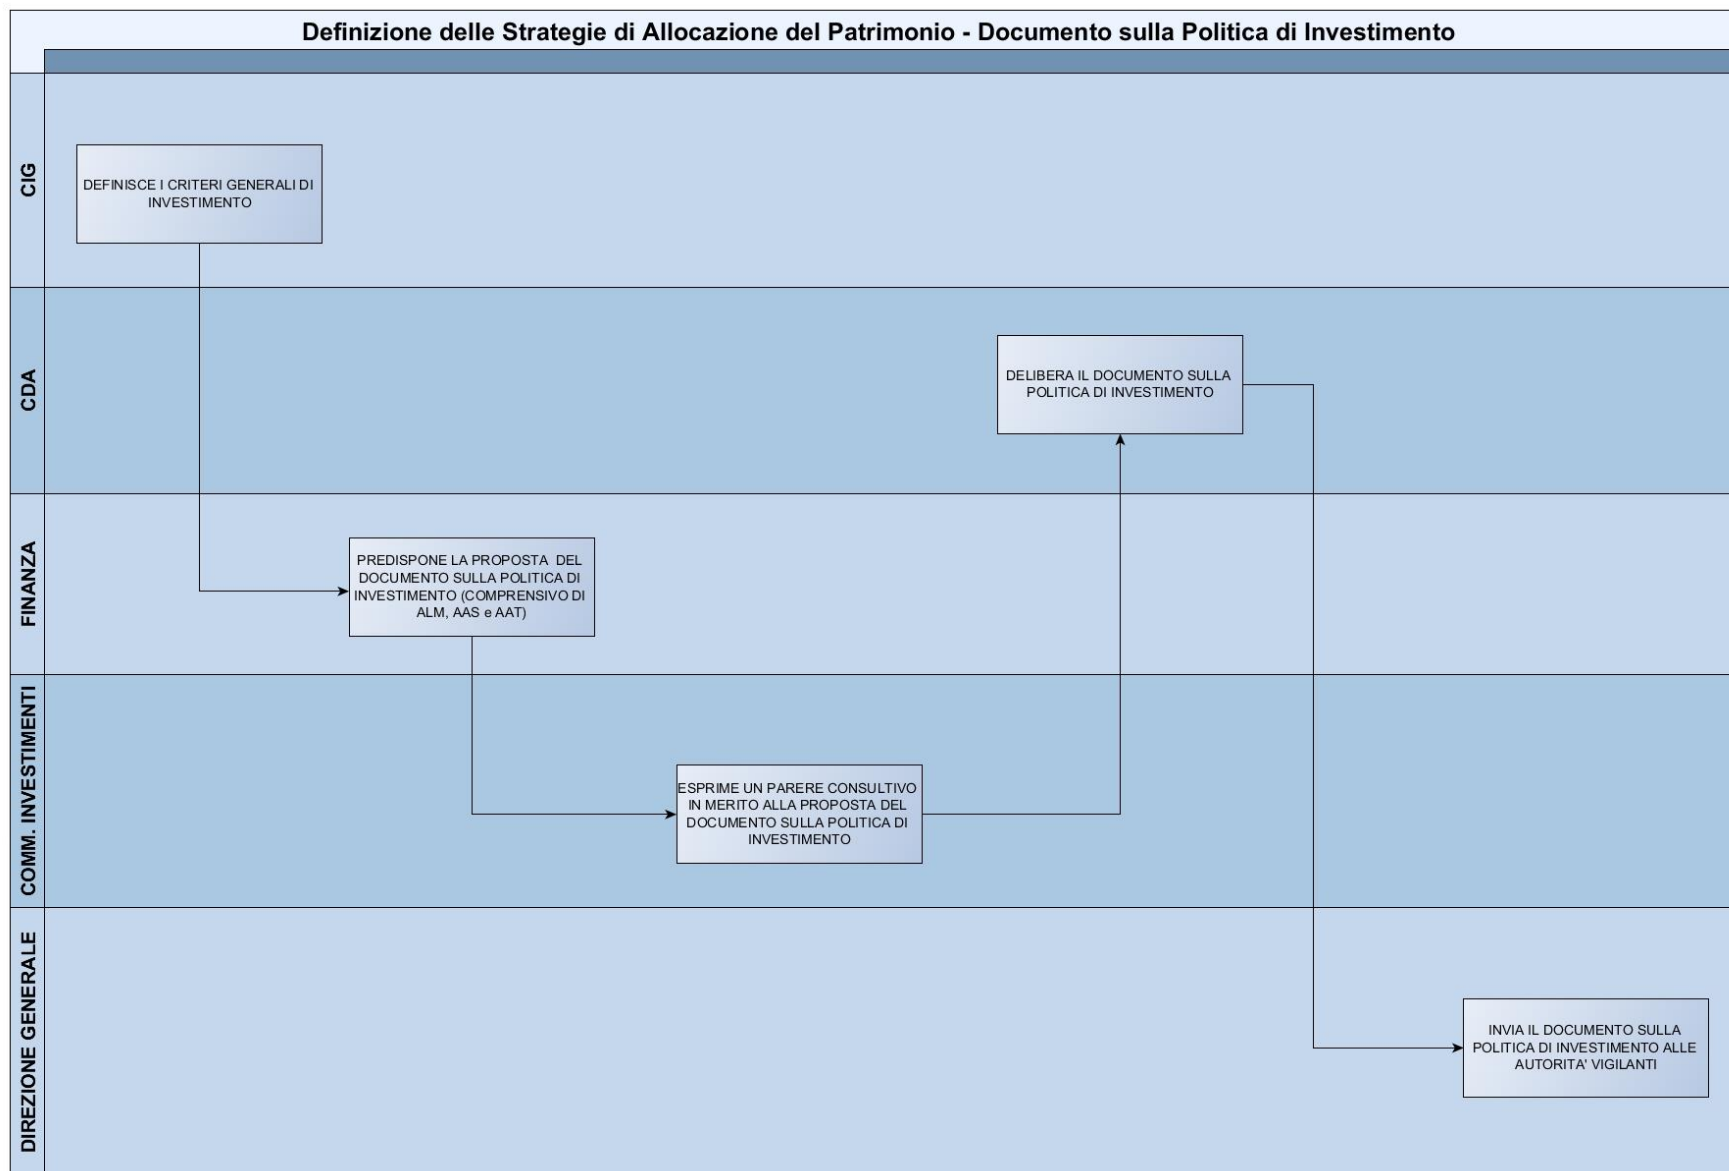 Definizione delle Strategie di Allocazione del Patrimonio - Documento sulla Politica di Investimento
CIG
DEFINISCE I CRITERI GENERALI DI
INVESTIMENTO
CDA
DELIBERA IL DOCUMENTO SULLA
POLITICA DI INVESTIMENTO
FINANZA
PREDISPONE LA PROPOSTA DEL
DOCUMENTO SULLA POLITICA DI
INVESTIMENTO (COMPRENSIVO DI
ALM, AAS e AAT)
COMM. INVESTIMENTI
ESPRIME UN PARERE CONSULTIVO
IN MERITO ALLA PROPOSTA DEL
DOCUMENTO SULLA POLITICA DI
INVESTIMENTO
DIREZIONE GENERALE
INVIA IL DOCUMENTO SULLA
POLITICA DI INVESTIMENTO ALLE
AUTORITA' VIGILANTI